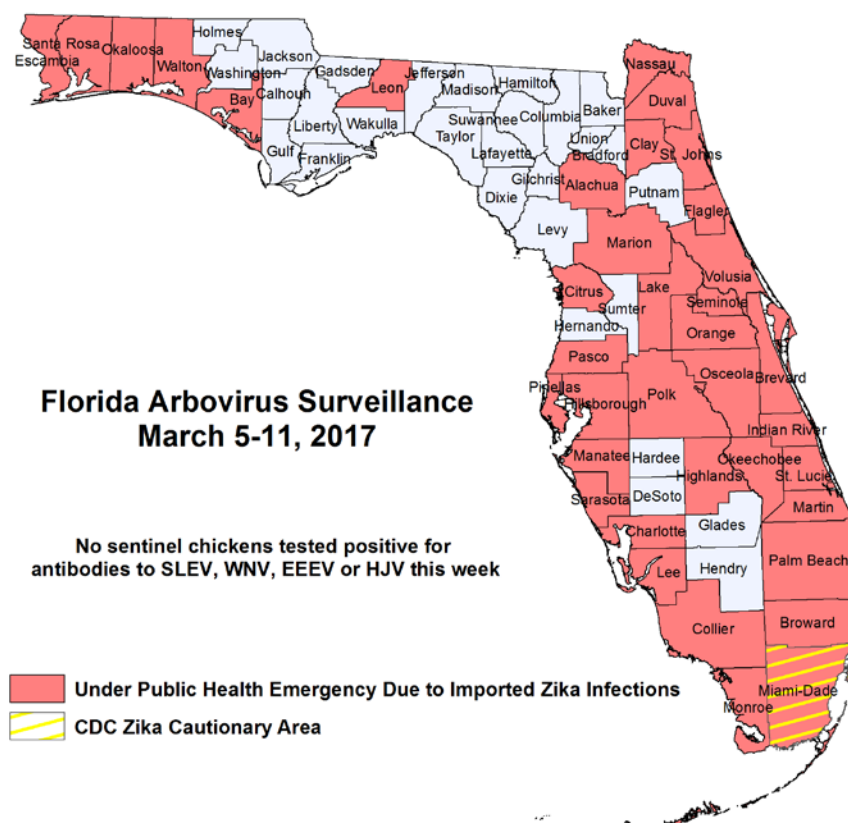 Holmes
Jackson
Santa Rosa
Okaloosa
Escambia
Walton
Washington
Gadsden
Jefferson
Hamilton
Nassau
Bay
Calhoun
Leon
Madison
Baker
Duval
Suwannee
Columbia
Liberty
Wakulla
Taylor
Union
Clay
St. Johns
Gulf
Franklin
Lafayette
Bradford
Gilchrist
Alachua
Putnam
Dixie
Flagler
Levy
Marion
Volusia
Citrus
Lake
Sumter
Seminole
Hernando
Orange
Pasco
Osceola
Brevard
Pinellas
Hillsborough
Polk
Florida Arbovirus Surveillance
March 5-11, 2017
Indian River
Manatee
Hardee
Okeechobee
Highlands
St. Lucie
Sarasota
DeSoto
Martin
Glades
Charlotte
No sentinel chickens tested positive for
antibodies to SLEV, WNV, EEEV or HJV this week
Palm Beach
Lee
Hendry
Broward
Collier
Under Public Health Emergency Due to Imported Zika Infections
Miami-Dade
Monroe
CDC Zika Cautionary Area